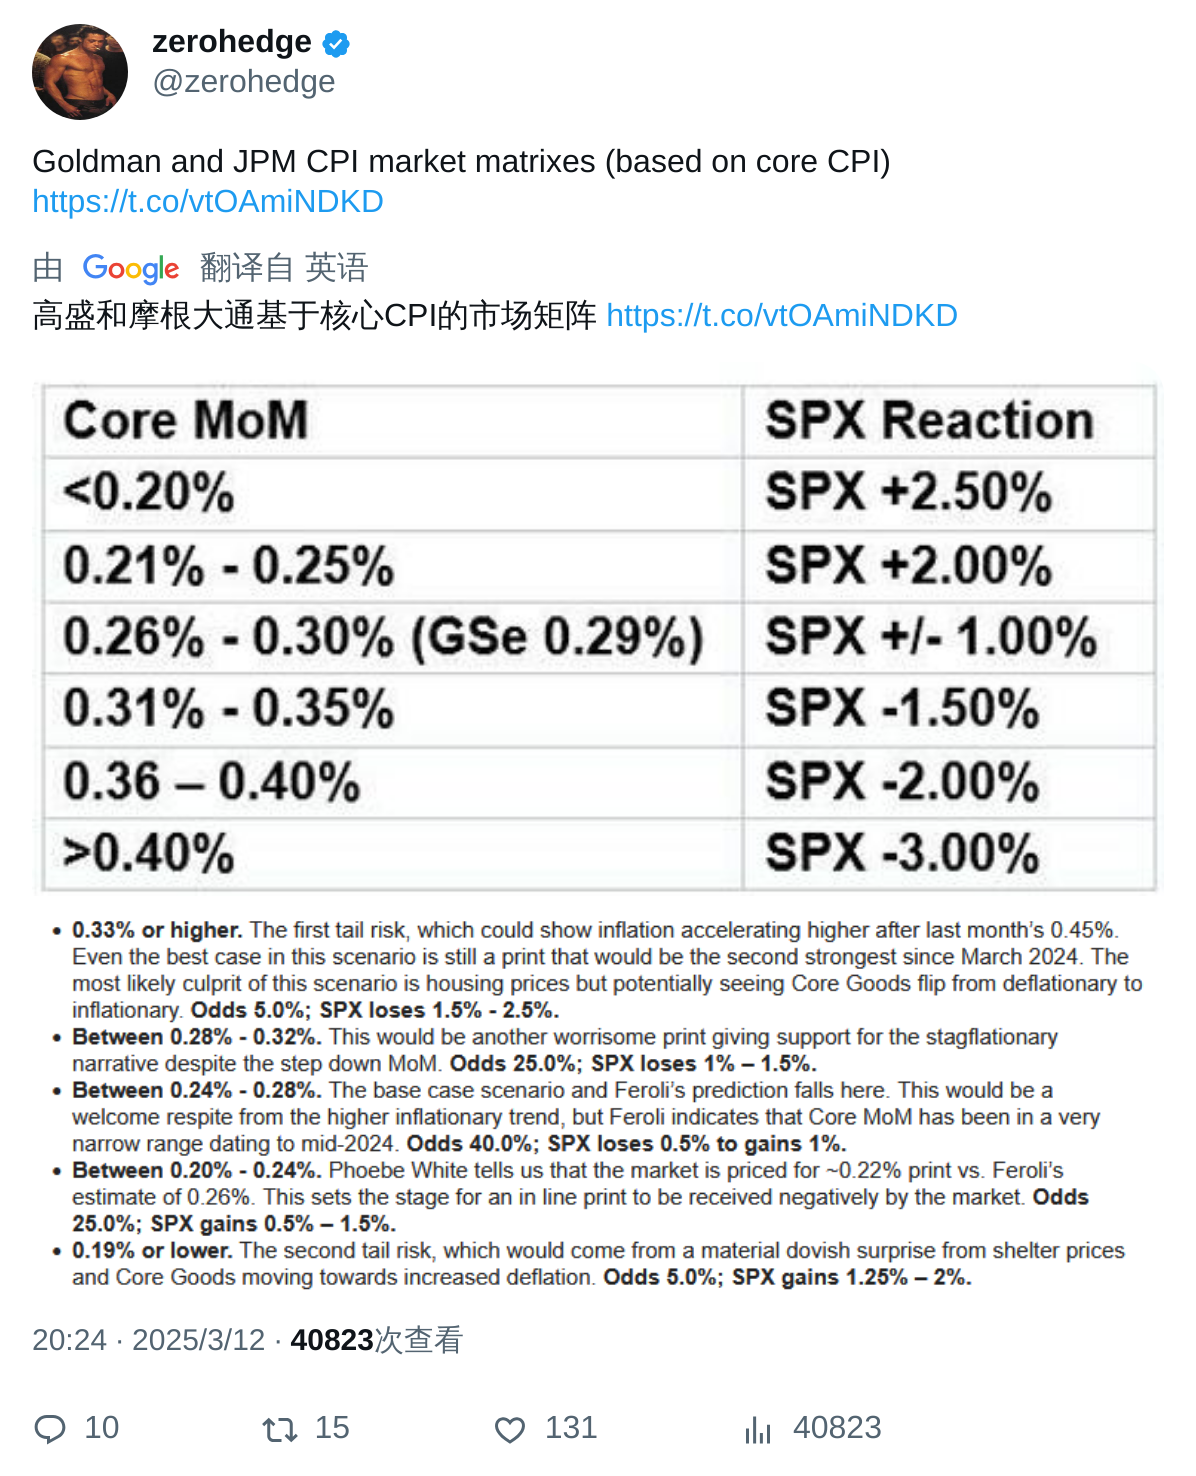 zerohedge
@zerohedge
Goldman and JPM CPI market matrixes (based on core CPI)
https://t.co/vtOAmiNDKD
由 Google 翻译自 英语
高盛和摩根大通基于核心CPI的市场矩阵 https://t.co/vtOAmiNDKD
Core MoM SPX Reaction
<0.20% SPX +2.50%
0.21% - 0.25% SPX +2.00%
0.26% - 0.30% (GSe 0.29%) SPX +/- 1.00%
0.31% - 0.35% SPX -1.50%
0.36 – 0.40% SPX -2.00%
>0.40% SPX -3.00%
• 0.33% or higher. The first tail risk, which could show inflation accelerating higher after last month's 0.45%.
Even the best case in this scenario is still a print that would be the second strongest since March 2024. The
most likely culprit of this scenario is housing prices but potentially seeing Core Goods flip from deflationary to
inflationary. Odds 5.0%; SPX loses 1.5% - 2.5%.
• Between 0.28% - 0.32%. This would be another worrisome print giving support for the stagflationary
narrative despite the step down MoM. Odds 25.0%; SPX loses 1% – 1.5%.
• Between 0.24% - 0.28%. The base case scenario and Feroli's prediction falls here. This would be a
welcome respite from the higher inflationary trend, but Feroli indicates that Core MoM has been in a very
narrow range dating to mid-2024. Odds 40.0%; SPX loses 0.5% to gains 1%.
• Between 0.20% - 0.24%. Phoebe White tells us that the market is priced for ~0.22% print vs. Feroli's
estimate of 0.26%. This sets the stage for an in line print to be received negatively by the market. Odds
25.0%; SPX gains 0.5% – 1.5%.
• 0.19% or lower. The second tail risk, which would come from a material dovish surprise from shelter prices
and Core Goods moving towards increased deflation. Odds 5.0%; SPX gains 1.25% – 2%.
20:24 · 2025/3/12 · 40823次查看
10 15 131 40823